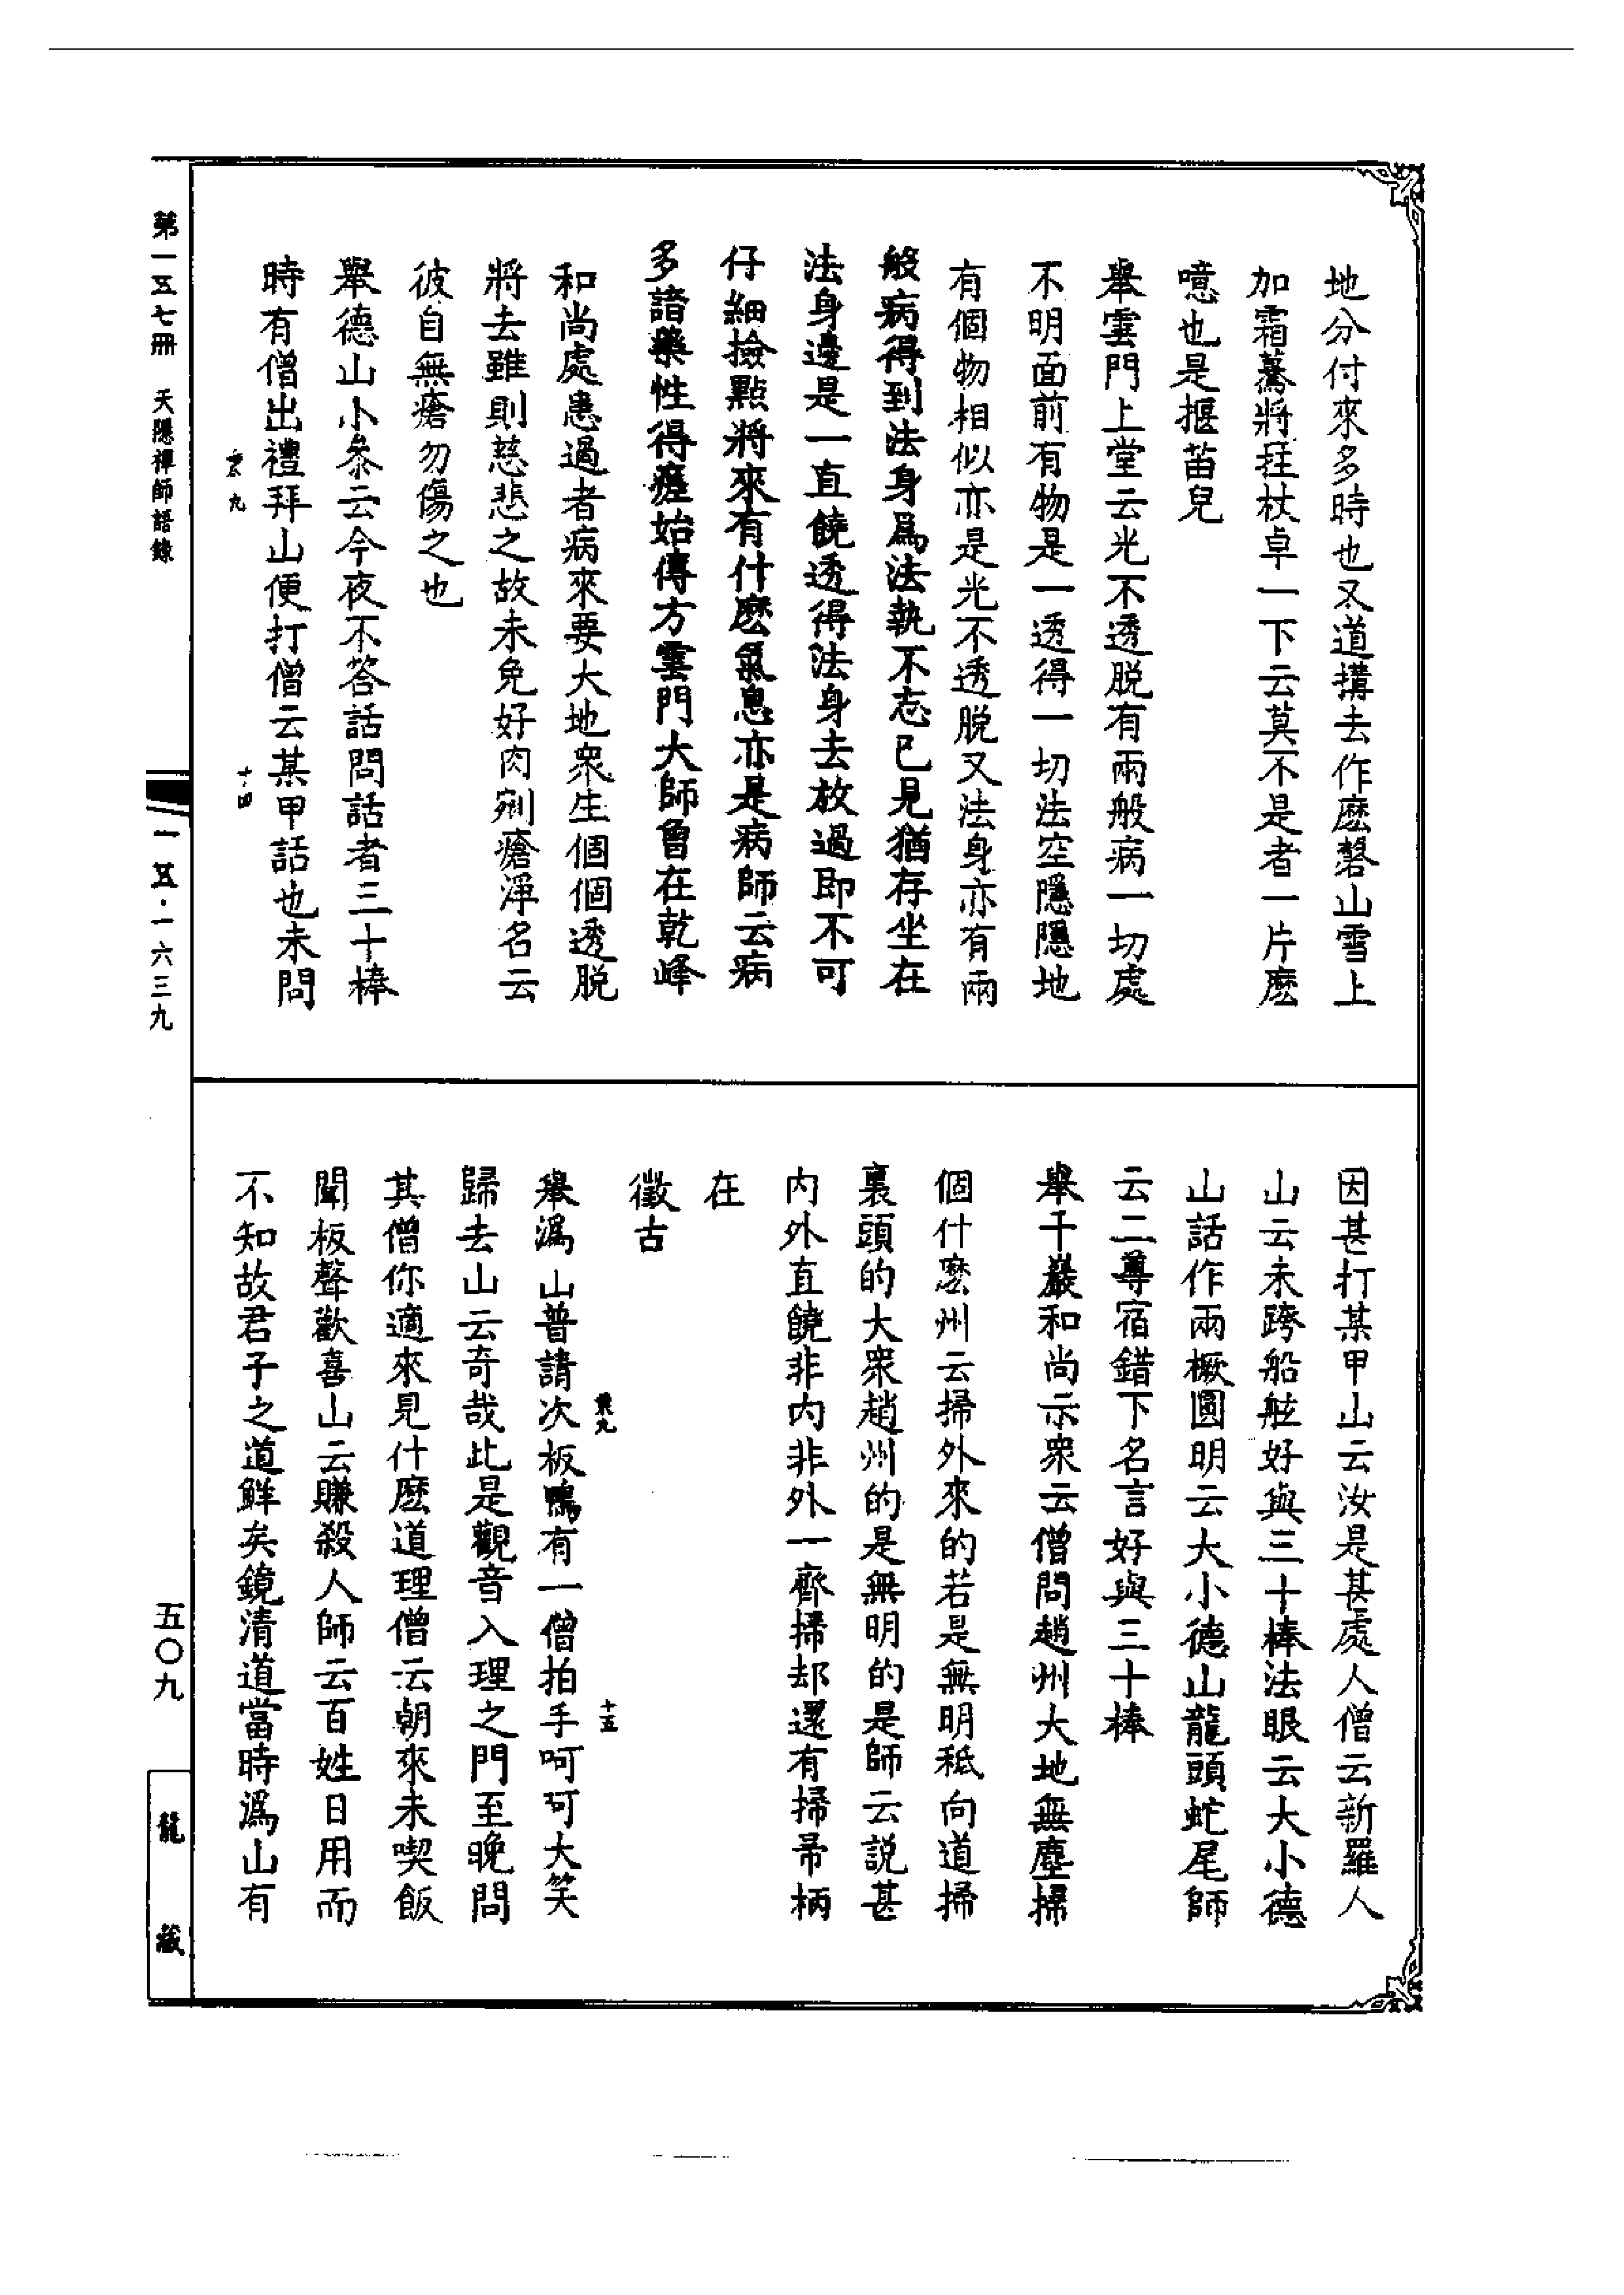 地分付來多時也又道搆去作麽磬山雪上
加霜驀將拄杖卓一下云莫不是者一片麽
噫也是揠苗兒
舉雲門上堂云光不透脱有兩般病一切處
不明面前有物是一透得一切法空隱隱地
有個物相似亦是光不透脱又法身亦有兩
般病得到法身爲法執不忘已見猶存坐在
法身邊是一直饒透得法身去放過即不可
仔細撿點將來有什麽氣息亦是病師云病
多諳藥性得瘥始傳方雲門大師曾在乾峰
和尚處患過者病來要大地衆生個個透脱
將去雖則慈悲之故未免好肉剜瘡淨名云
彼自無瘡勿傷之也
舉德山小叅云今夜不答話問話者三十棒
時有僧出禮拜山便打僧云某甲話也未問
九
十四
因甚打某甲山云汝是甚處人僧云新羅人
山云未跨船舷好與三十棒法眼云大小德
山話作兩橛圓明云大小德山龍頭蛇尾師
云二尊宿錯下名言好與三十棒
舉千巖和尚示衆云僧問趙州大地無塵掃
個什麽州云掃外來的若是無明秪向道掃
裏頭的大衆趙州的是無明的是師云説甚
内外直饒非内非外一齊掃却還有掃帚柄
在
徵古
九
十五
舉溈山普請次板鳴有一僧拍手呵呵大笑
歸去山云奇哉此是觀音入理之門至晚問
其僧你適來見什麽道理僧云朝來未喫飯
聞板聲歡喜山云賺殺人師云百姓日用而
不知故君子之道鮮矣鏡清道當時溈山有
第一五七冊 天隱禪師語錄
一五·一六三九
五〇九
龍藏